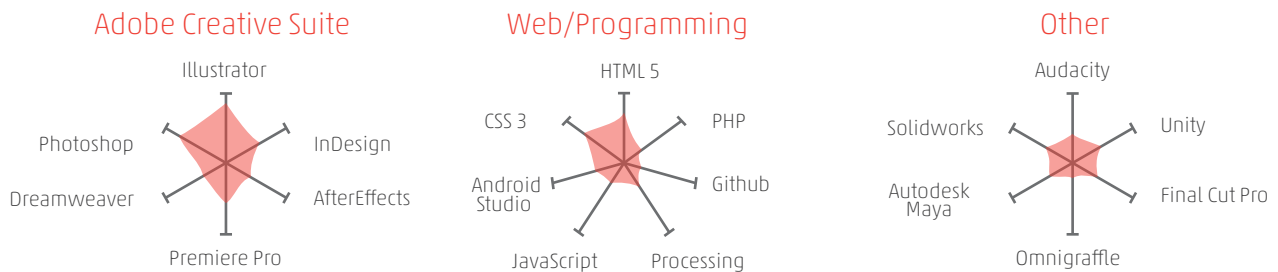 Adobe Creative Suite
Illustrator
Photoshop
InDesign
Dreamweaver
AfterEffects
Premiere Pro
Web/Programming
HTML 5
CSS 3
PHP
Android
Studio
Github
JavaScript
Processing
Other
Audacity
Solidworks
Unity
Autodesk
Maya
Final Cut Pro
Omnigraffle